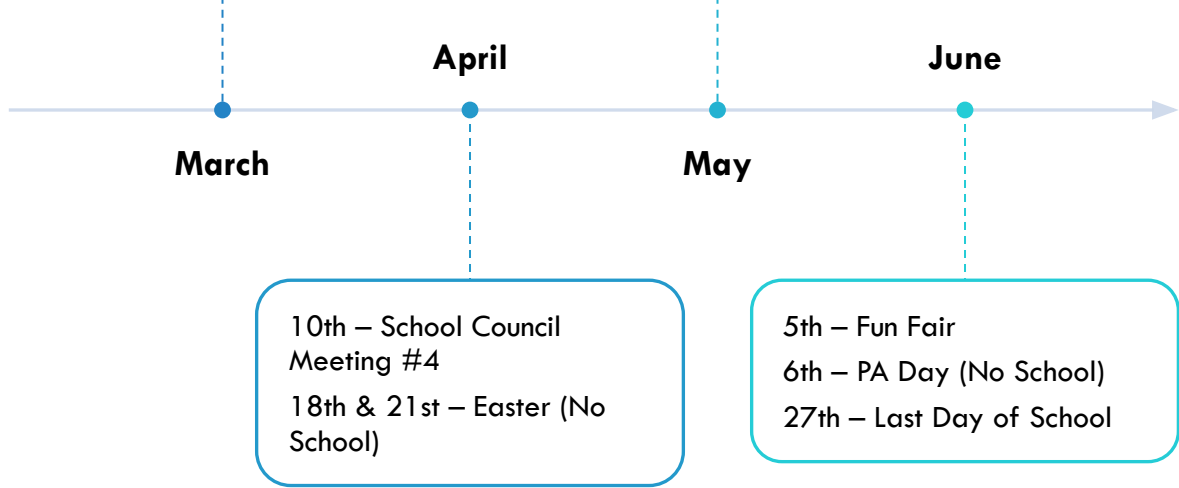 April
June
March
May
10th – School Council
Meeting #4
18th & 21st – Easter (No
School)
5th – Fun Fair
6th – PA Day (No School)
27th – Last Day of School